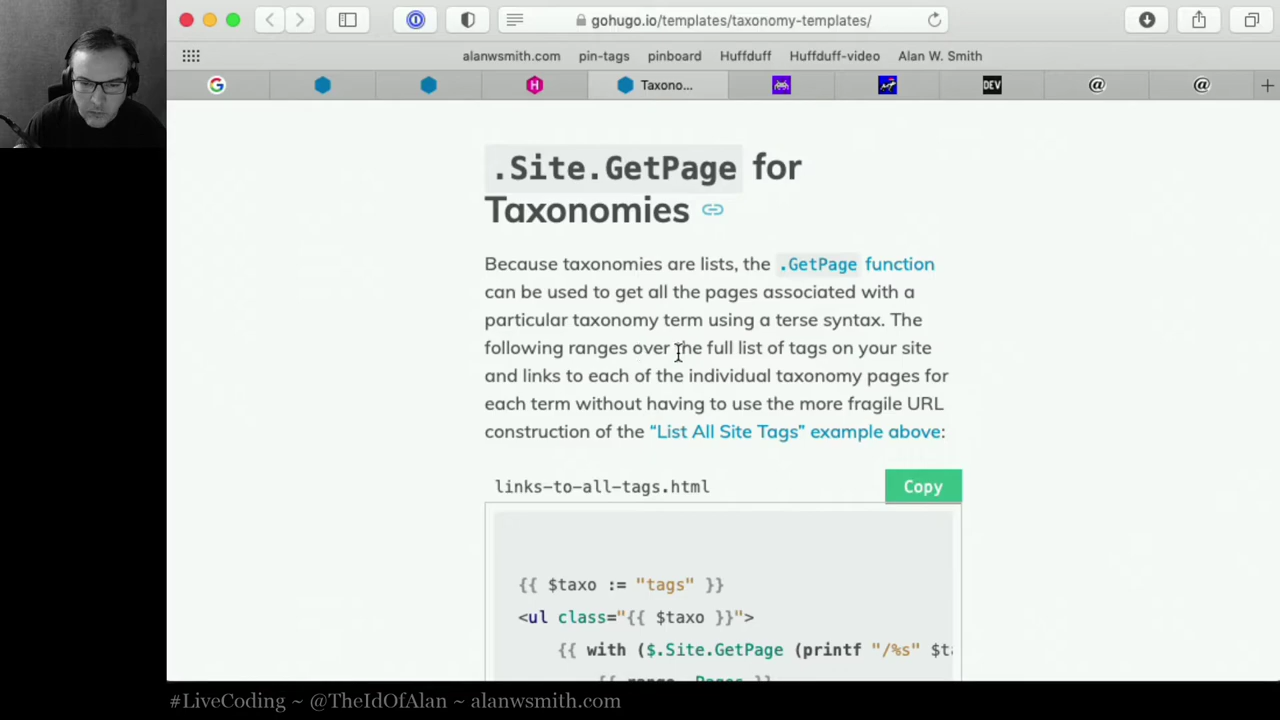 gohugo.io/templates/taxonomy-templates/
alanwsmith.com pin-tags pinboard Huffduff Huffduff-video Alan W. Smith
G H Taxono... DEV @ @
.Site.GetPage for
Taxonomies
Because taxonomies are lists, the .GetPage function
can be used to get all the pages associated with a
particular taxonomy term using a terse syntax. The
following ranges over the full list of tags on your site
and links to each of the individual taxonomy pages for
each term without having to use the more fragile URL
construction of the “List All Site Tags” example above:
links-to-all-tags.html Copy
{{ $taxo := "tags" }}
<ul class="{{ $taxo }}">
{{ with ($.Site.GetPage (printf "/%s" $ta
{{ range .Pages }}
#LiveCoding ~ @TheIdOfAlan ~ alanwsmith.com